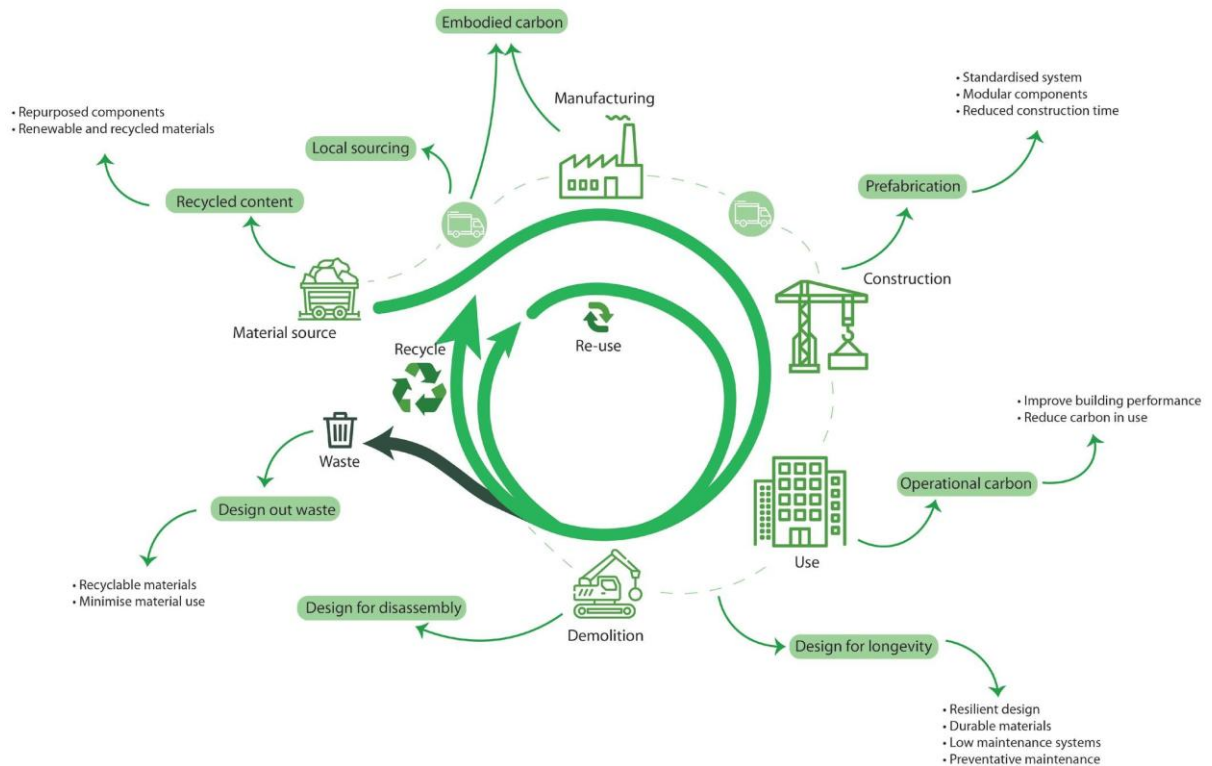 Embodied carbon
Manufacturing
• Standardised system
• Modular components
• Reduced construction time
• Repurposed components
• Renewable and recycled materials
Local sourcing
Prefabrication
Recycled content
Construction
Material source
Re-use
Recycle
• Improve building performance
• Reduce carbon in use
Waste
Operational carbon
Design out waste
Use
• Recyclable materials
• Minimise material use
Design for disassembly
Demolition
Design for longevity
• Resilient design
• Durable materials
• Low maintenance systems
• Preventative maintenance